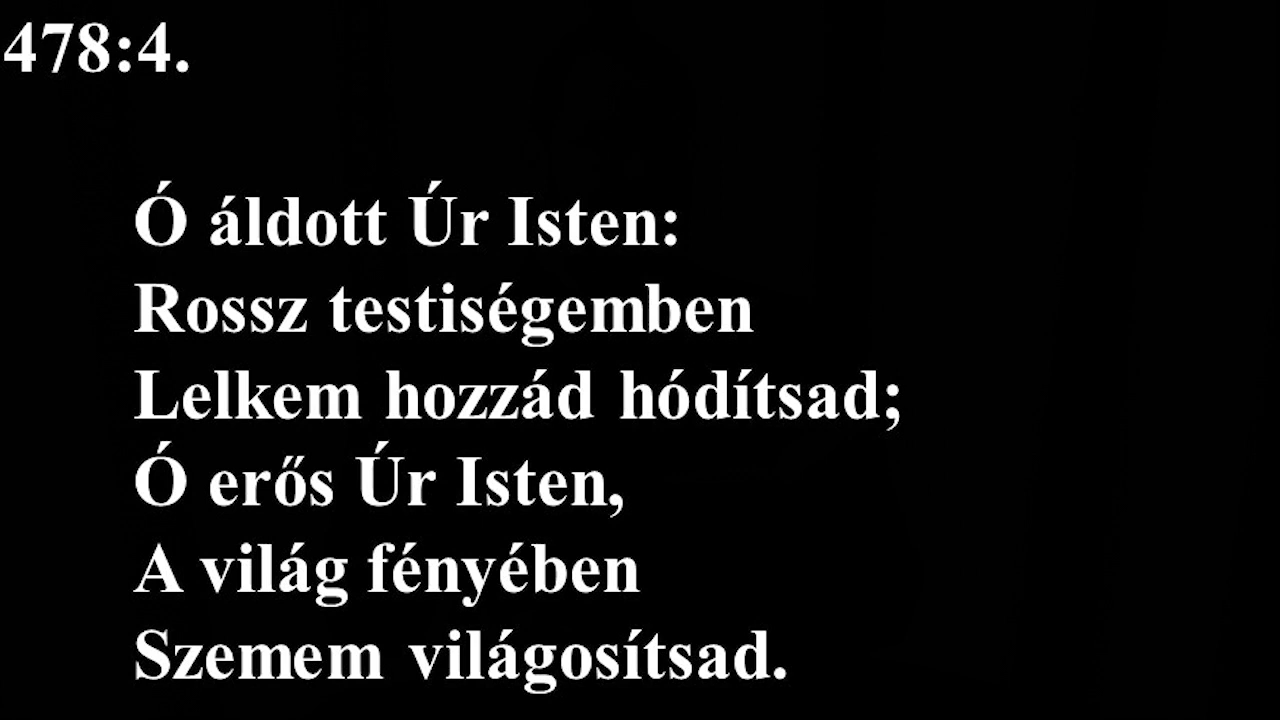 478:4.
Ó áldott Úr Isten:
Rossz testiségemben
Lelkem hozzád hódítsad;
Ó erős Úr Isten,
A világ fényében
Szemem világosítsad.